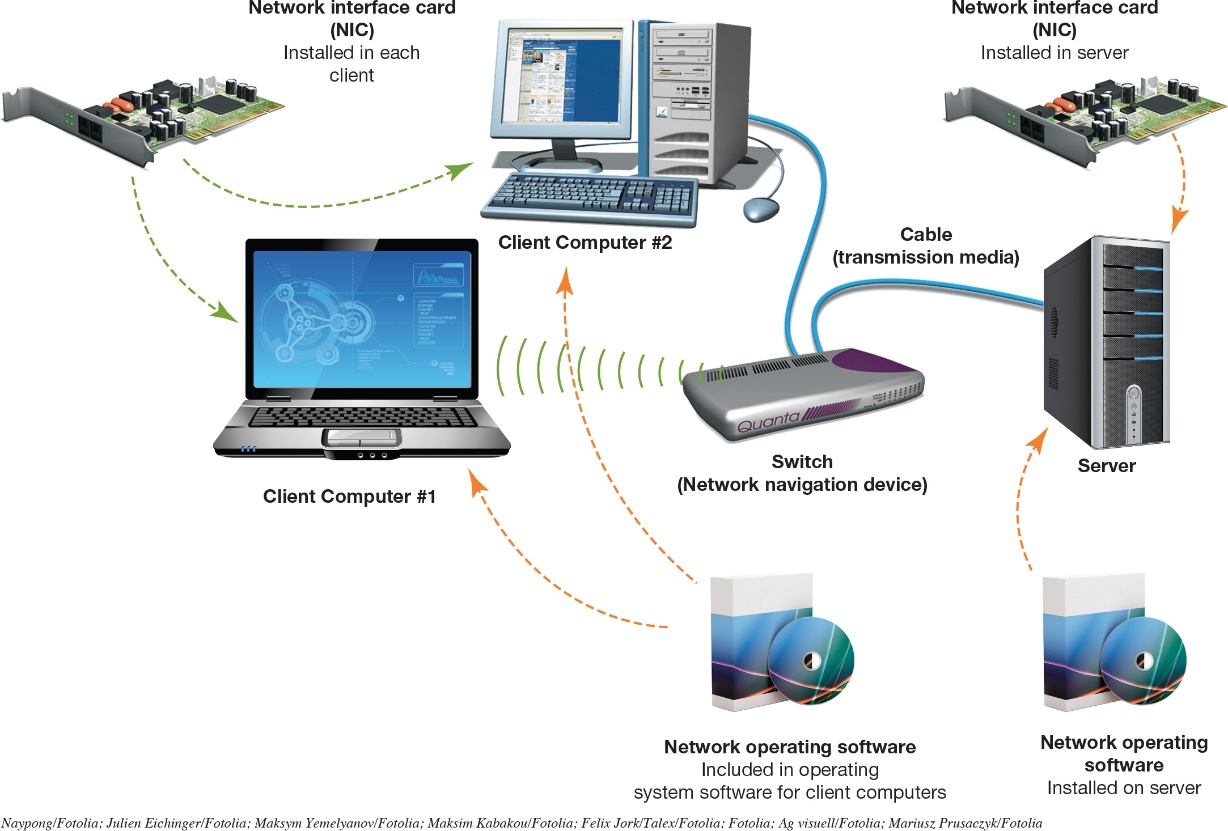 Network interface card
(NIC)
Installed in each
client
Network interface card
(NIC)
Installed in server
Client Computer #2
Cable
(transmission media)
Quanta
Client Computer #1
Switch
(Network navigation device)
Server
Network operating software
Included in operating
system software for client computers
Network operating
software
Installed on server
Naypong/Fotolia; Julien Eichinger/Fotolia; Maksym Yemelyanov/Fotolia; Maksim Kabakou/Fotolia; Felix Jork/Talex/Fotolia; Fotolia; Ag visuell/Fotolia; Mariusz Prusaczyk/Fotolia